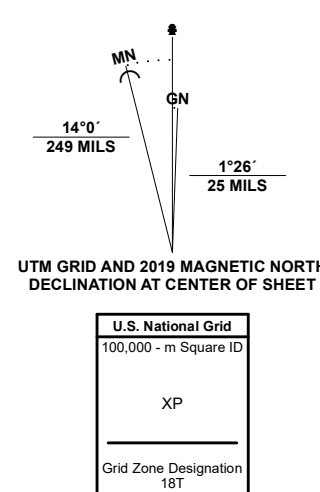 MN
GN
14°0´
249 MILS
1°26´
25 MILS
UTM GRID AND 2019 MAGNETIC NORTH
DECLINATION AT CENTER OF SHEET
U.S. National Grid
100,000 - m Square ID
XP
Grid Zone Designation
18T